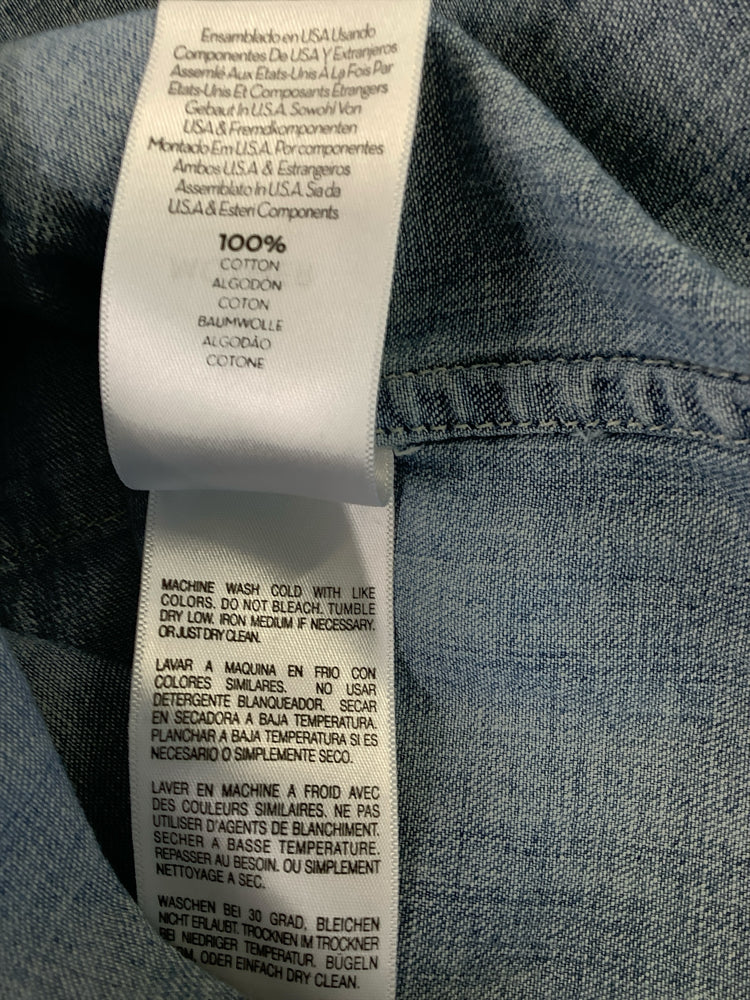 Ensamblado en USA Usando
Componentes De USA Y Extranjeros
Assemlé Aux Etats-Unis À La Fois Par
Etats-Unis Et Composants Etrangers
Gebaut In U.S.A. Sowohl Von
USA & Fremdkomponenten
Montado Em U.S.A. Por componentes
Ambos U.S.A & Estrangeiros
Assemblato In U.S.A. Sia da
U.S.A & Esteri Components
100%
COTTON
ALGODÓN
COTON
BAUMWOLLE
ALGODÃO
COTONE
MACHINE WASH COLD WITH LIKE
COLORS. DO NOT BLEACH. TUMBLE
DRY LOW. IRON MEDIUM IF NECESSARY.
OR JUST DRY CLEAN.
LAVAR A MAQUINA EN FRIO CON
COLORES SIMILARES. NO USAR
DETERGENTE BLANQUEADOR. SECAR
EN SECADORA A BAJA TEMPERATURA.
PLANCHAR A BAJA TEMPERATURA SI ES
NECESARIO O SIMPLEMENTE SECO.
LAVER EN MACHINE A FROID AVEC
DES COULEURS SIMILAIRES. NE PAS
UTILISER D'AGENTS DE BLANCHIMENT.
SECHER A BASSE TEMPERATURE.
REPASSER AU BESOIN. OU SIMPLEMENT
NETTOYAGE A SEC.
WASCHEN BEI 30 GRAD. BLEICHEN
NICHT ERLAUBT. TROCKNEN IM TROCKNER
BEI NIEDRIGER TEMPERATUR. BÜGELN
ODER EINFACH DRY CLEAN.